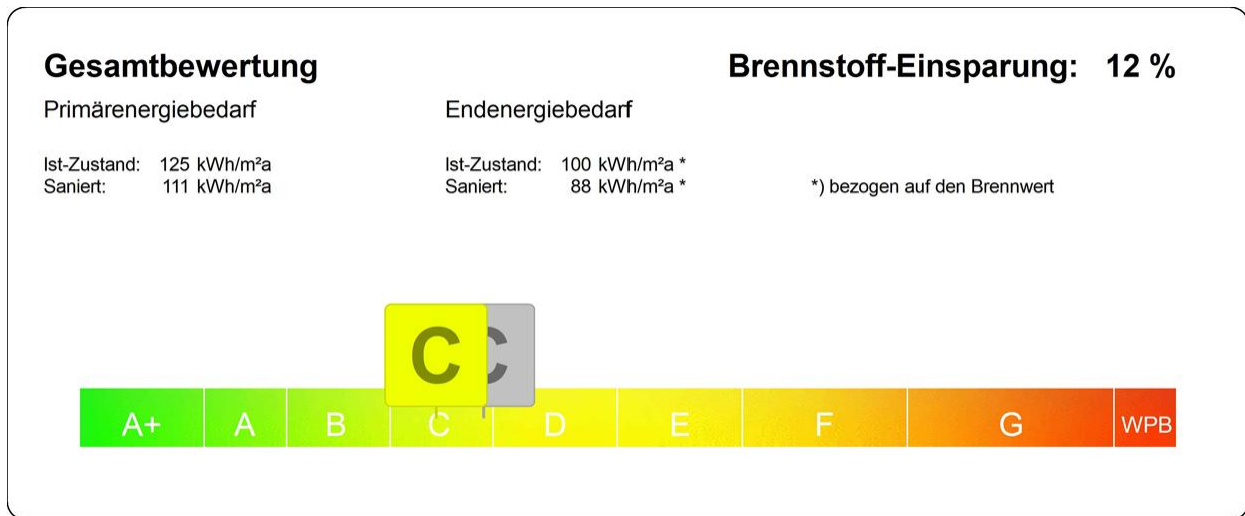 Gesamtbewertung
Brennstoff-Einsparung: 12 %
Primärenergiebedarf
Endenergiebedarf
Ist-Zustand: 125 kWh/m²a
Saniert: 111 kWh/m²a
Ist-Zustand: 100 kWh/m²a *
Saniert: 88 kWh/m²a *
*) bezogen auf den Brennwert
C C
A+ A B C D E F G WPB